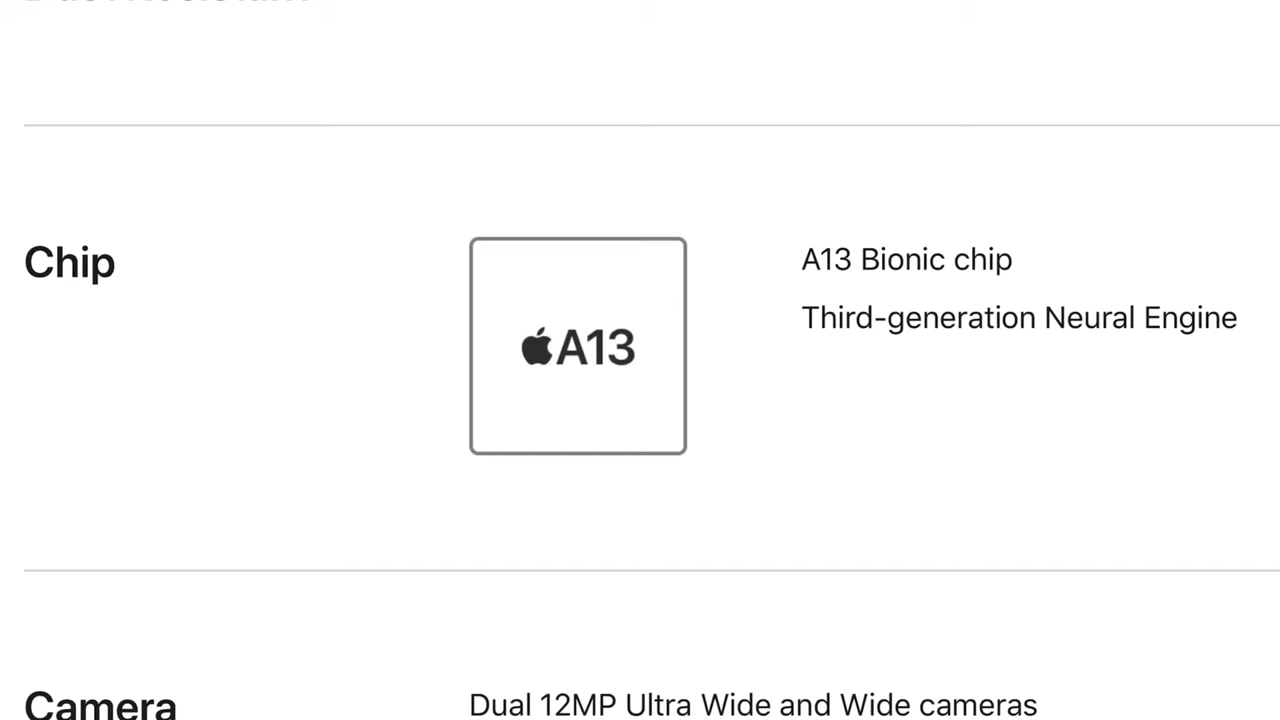 Chip
A13
A13 Bionic chip
Third-generation Neural Engine
Camera
Dual 12MP Ultra Wide and Wide cameras